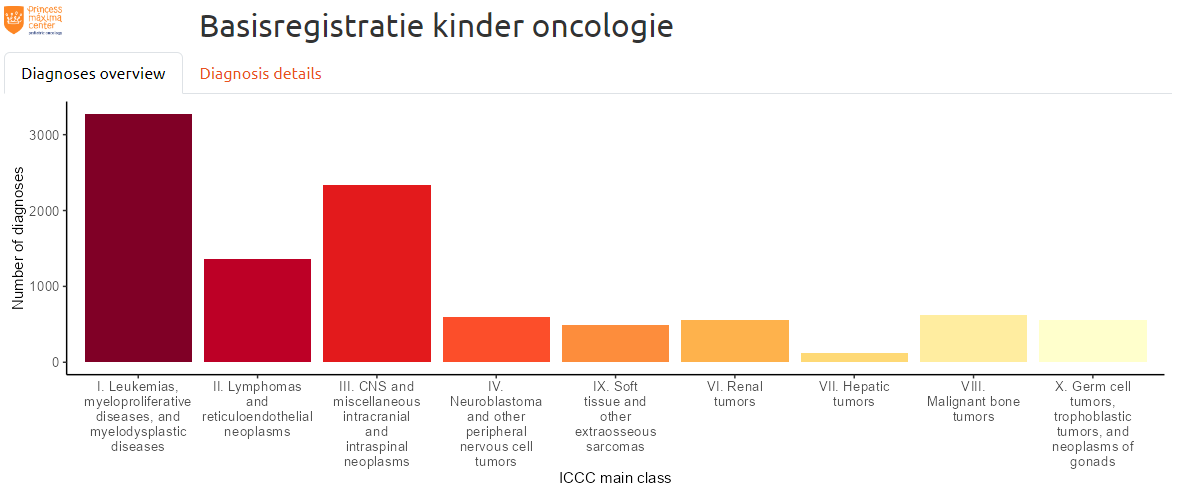 Princess
máxima
center
pediatric oncology
Basisregistratie kinder oncologie
Diagnoses overview
Diagnosis details
Number of diagnoses
3000
2000
1000
0
I. Leukemias,
myeloproliferative
diseases, and
myelodysplastic
diseases
II. Lymphomas
and
reticuloendothelial
neoplasms
III. CNS and
miscellaneous
intracranial
and
intraspinal
neoplasms
IV.
Neuroblastoma
and other
peripheral
nervous cell
tumors
IX. Soft
tissue and
other
extraosseous
sarcomas
VI. Renal
tumors
VII. Hepatic
tumors
VIII.
Malignant bone
tumors
X. Germ cell
tumors,
trophoblastic
tumors, and
neoplasms of
gonads
ICCC main class